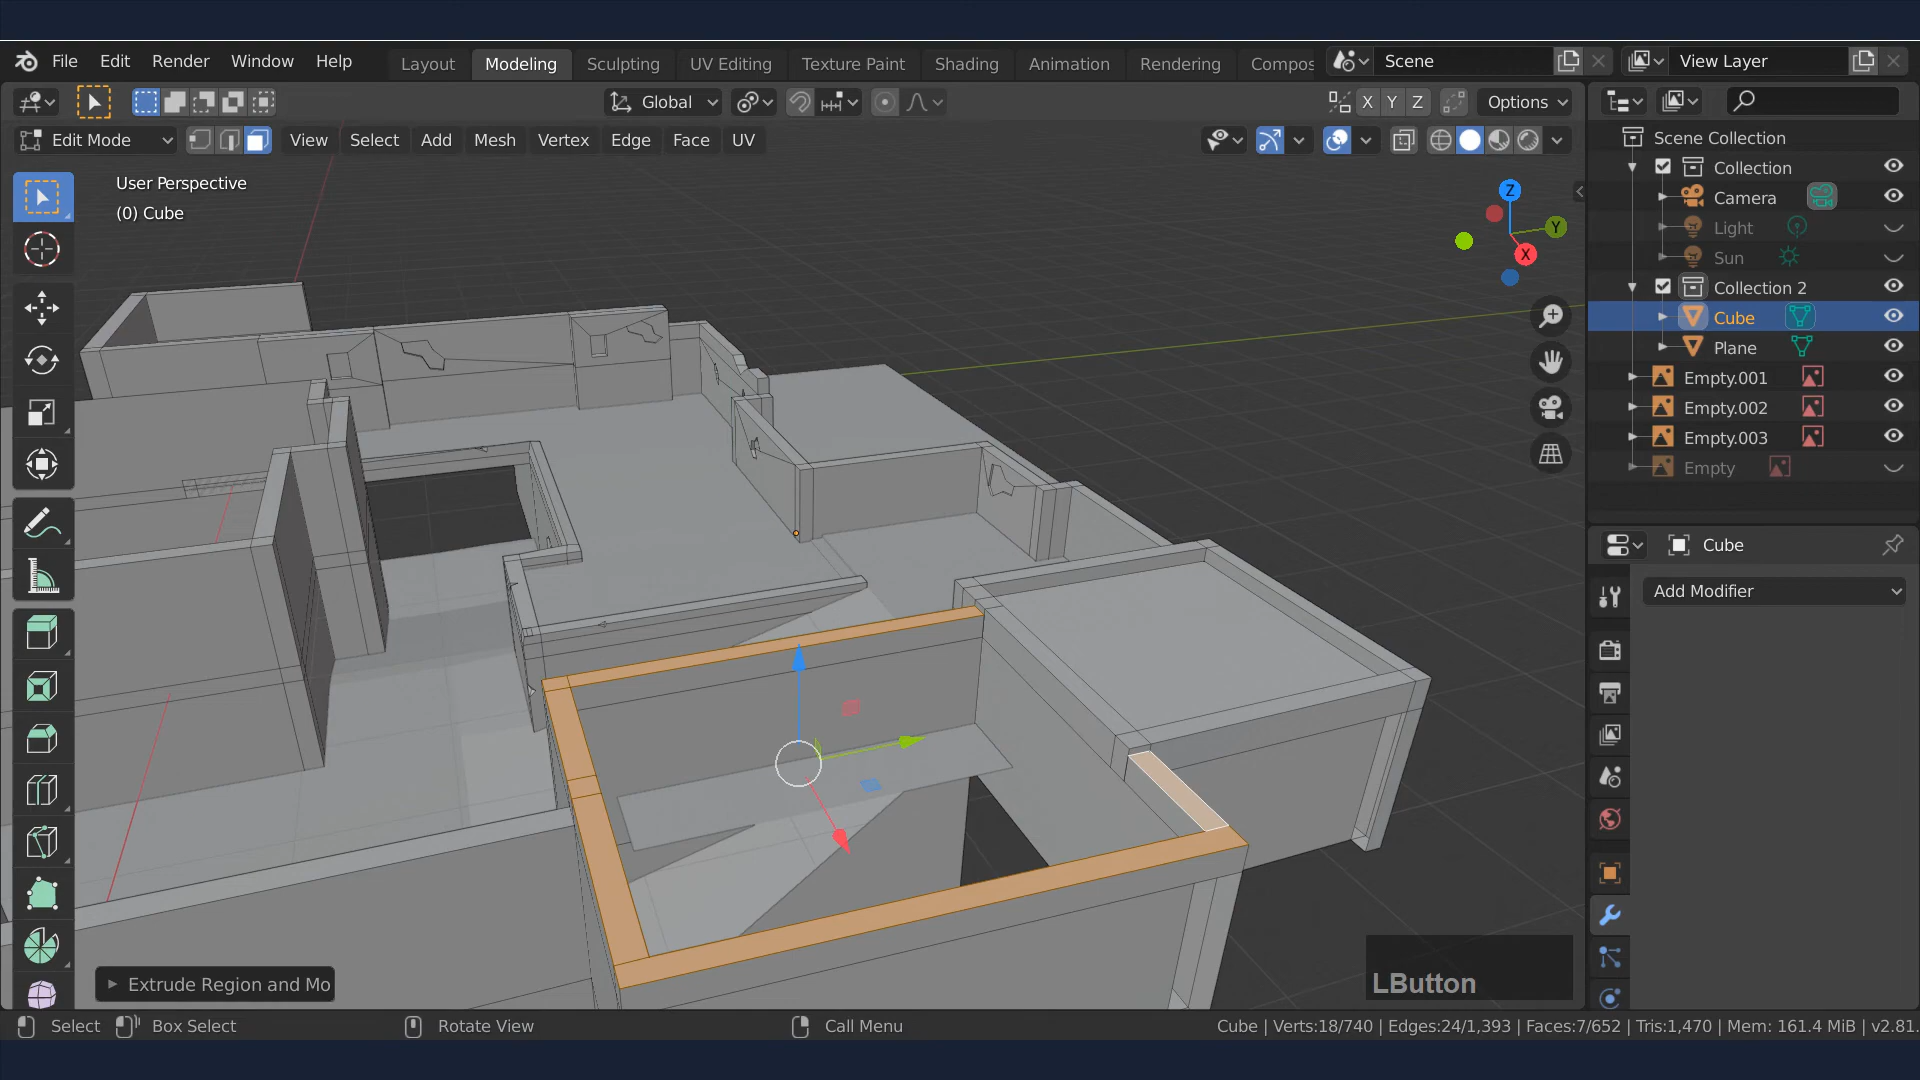 File Edit Render Window Help Layout Modeling Sculpting UV Editing Texture Paint Shading Animation Rendering Compos Scene View Layer
Global X Y Z Options
Edit Mode View Select Add Mesh Vertex Edge Face UV
User Perspective
(0) Cube
Z
Y
X
Scene Collection
Collection
Camera
Light
Sun
Collection 2
Cube
Plane
Empty.001
Empty.002
Empty.003
Empty
Cube
Add Modifier
Extrude Region and Mo
LButton
Select Box Select Rotate View Call Menu Cube | Verts:18/740 | Edges:24/1,393 | Faces:7/652 | Tris:1,470 | Mem: 161.4 MiB | v2.81.